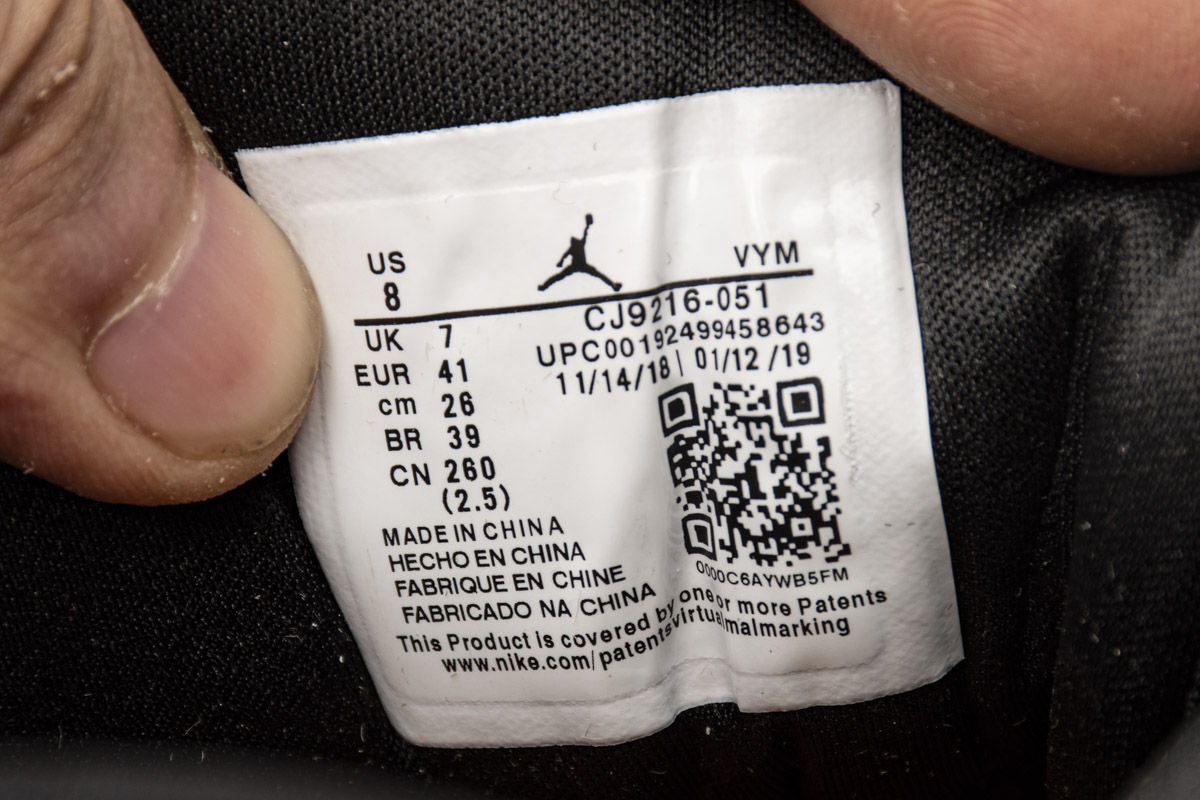 US VYM
8
CJ9216-051
UK 7
UPC00192499458643
EUR 41
11/14/18 | 01/12/19
cm 26
BR 39
CN 260
(2.5)
MADE IN CHINA
HECHO EN CHINA
FABRIQUE EN CHINE
FABRICADO NA CHINA
0000C6AYWB5FM
This Product is covered by one or more Patents
www.nike.com/patentsvirtualmalmarking